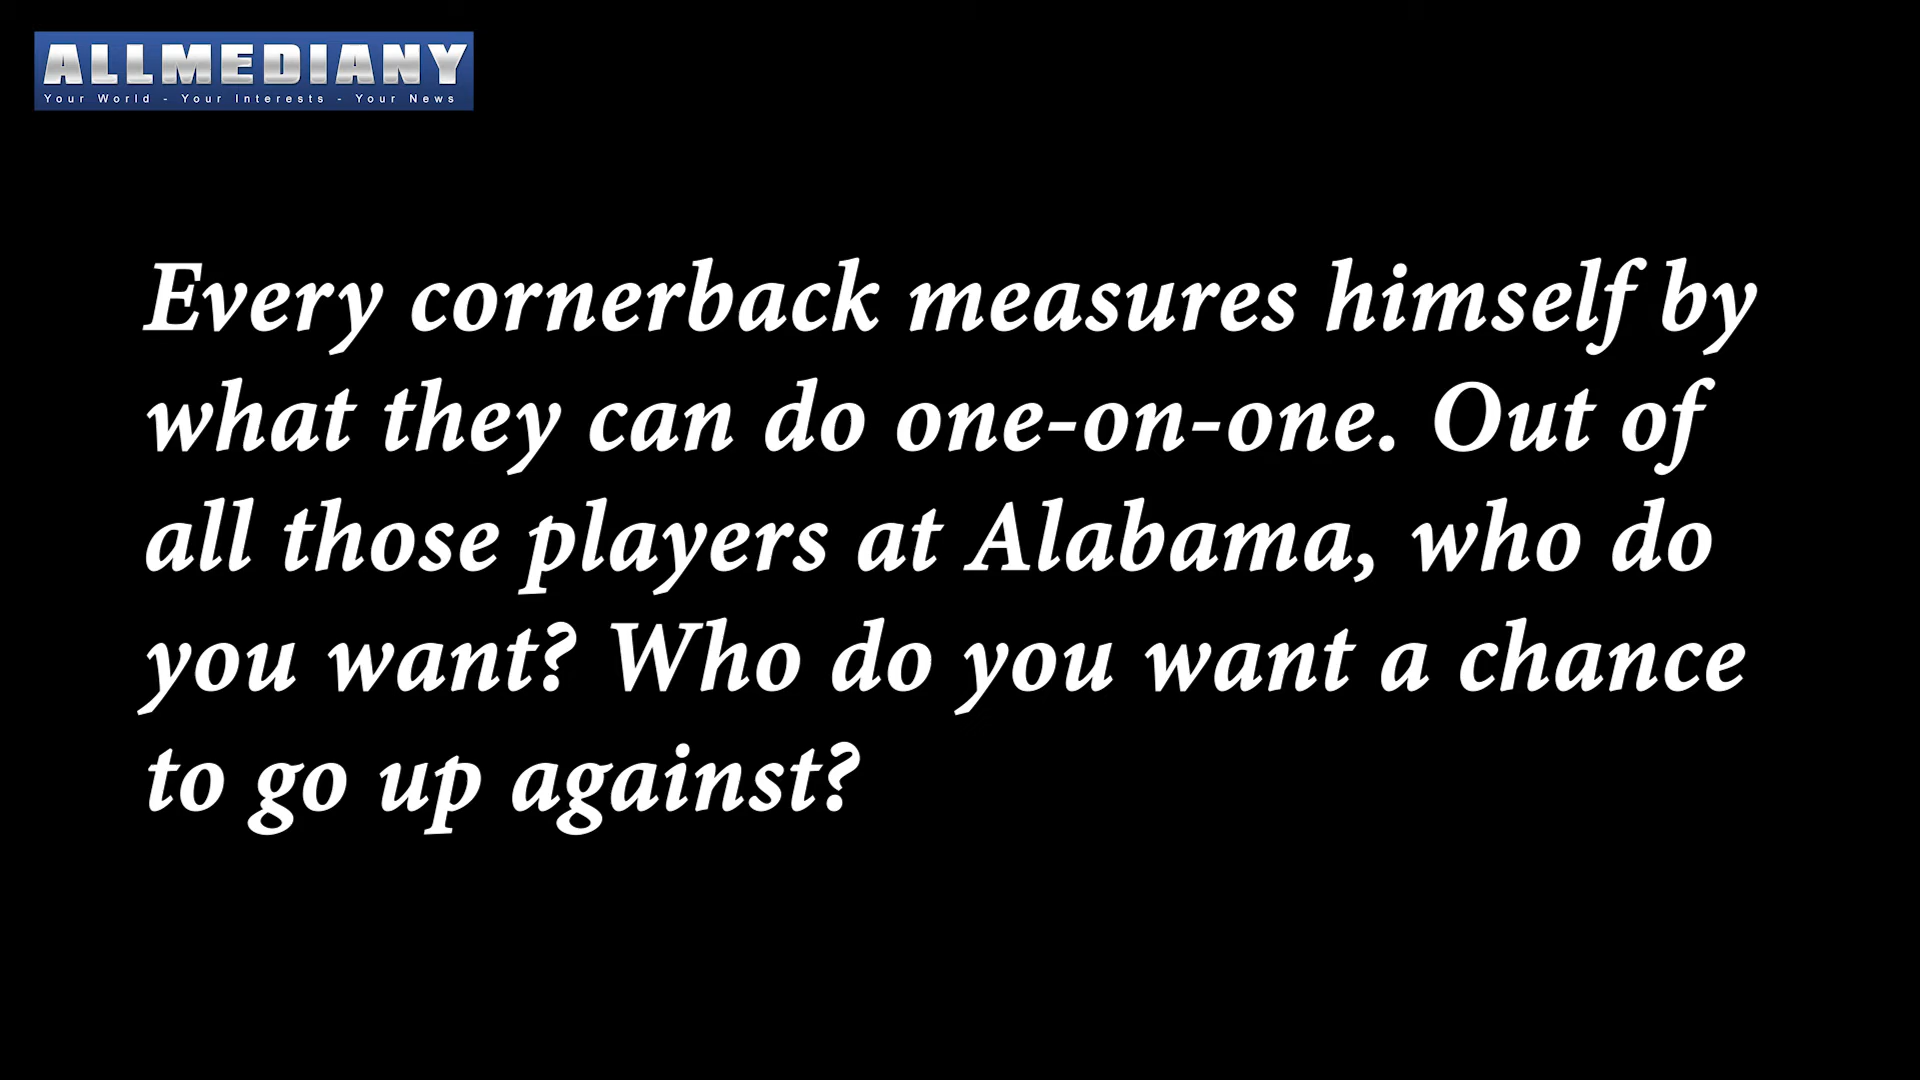 ALLMEDIANY
Your World - Your Interests - Your News
Every cornerback measures himself by
what they can do one-on-one. Out of
all those players at Alabama, who do
you want? Who do you want a chance
to go up against?